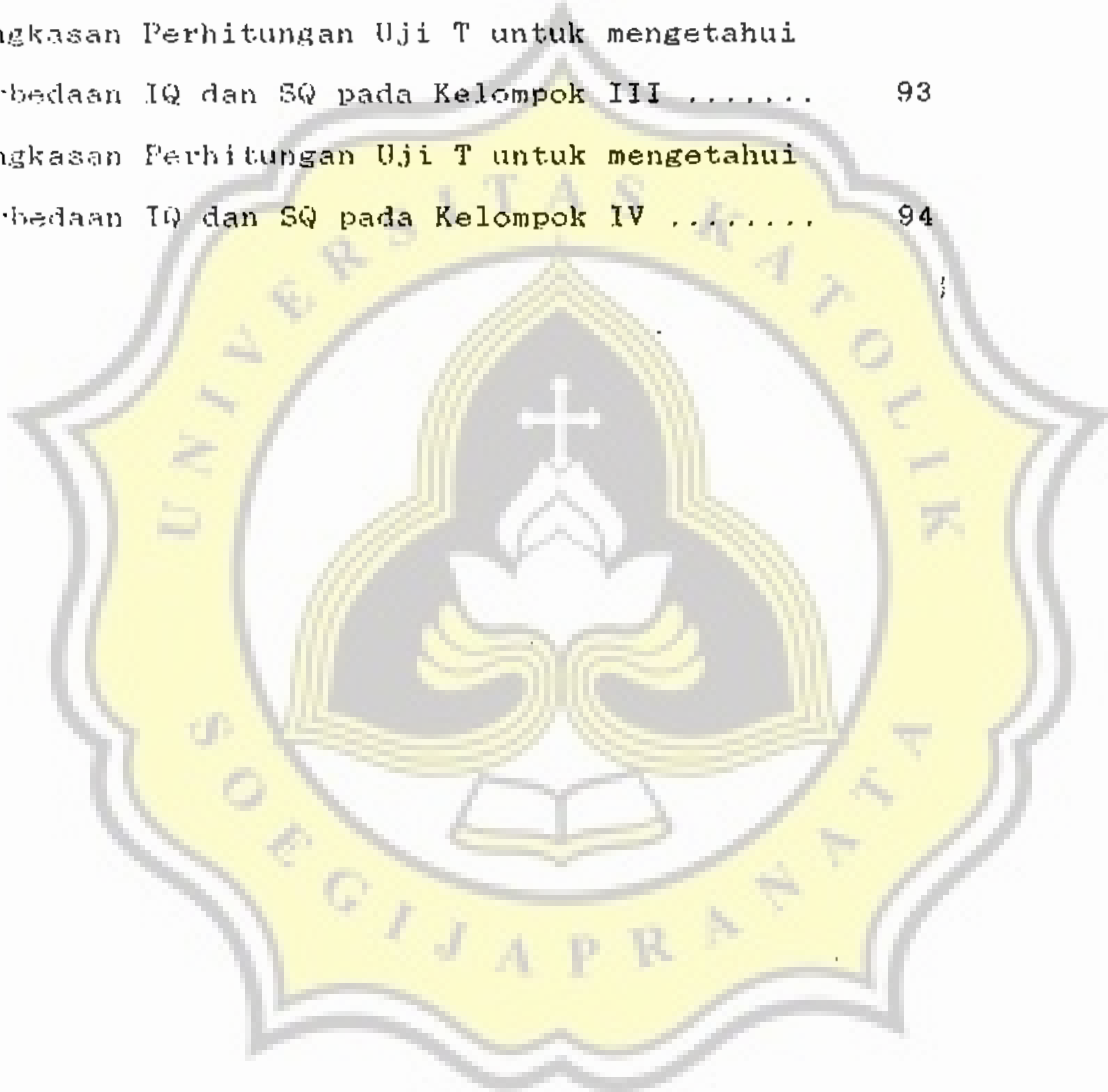 ngkasan Perhitungan Uji T untuk mengetahui
rbedaan IQ dan SQ pada Kelompok III ....... 93
ngkasan Perhitungan Uji T untuk mengetahui
rbedaan IQ dan SQ pada Kelompok IV ........ 94
UNIVERSITAS KATOLIK
SOEGIJAPRANATA